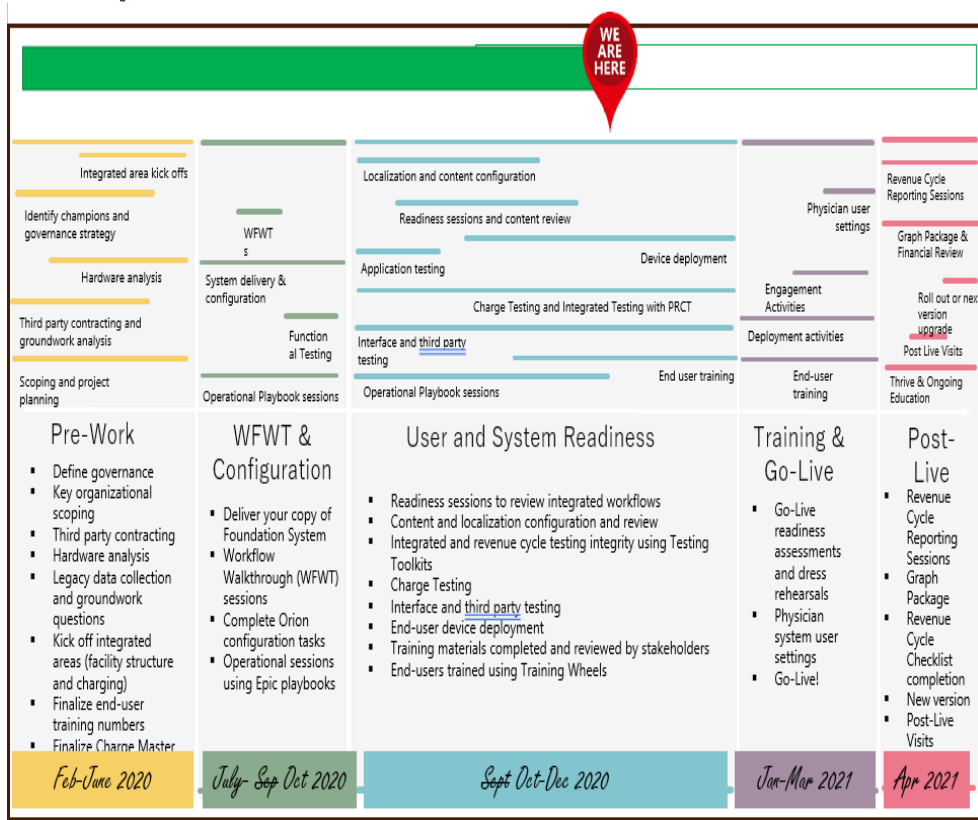 WE
ARE
HERE
Integrated area kick offs
Identify champions and
governance strategy
Hardware analysis
Third party contracting and
groundwork analysis
Scoping and project
planning
WFWT
s
System delivery &
configuration
Function
al Testing
Operational Playbook sessions
Localization and content configuration
Readiness sessions and content review
Device deployment
Application testing
Charge Testing and Integrated Testing with PRCT
Interface and third party
testing
End user training
Operational Playbook sessions
Physician user
settings
Engagement
Activities
Deployment activities
End-user
training
Revenue Cycle
Reporting Sessions
Graph Package &
Financial Review
Roll out or nex
version
upgrade
Post Live Visits
Thrive & Ongoing
Education
Pre-Work
▪ Define governance
▪ Key organizational
scoping
▪ Third party contracting
▪ Hardware analysis
▪ Legacy data collection
and groundwork
questions
▪ Kick off integrated
areas (facility structure
and charging)
▪ Finalize end-user
training numbers
▪ Finalize Charge Master
WFWT &
Configuration
▪ Deliver your copy of
Foundation System
▪ Workflow
Walkthrough (WFWT)
sessions
▪ Complete Orion
configuration tasks
▪ Operational sessions
using Epic playbooks
User and System Readiness
▪ Readiness sessions to review integrated workflows
▪ Content and localization configuration and review
▪ Integrated and revenue cycle testing integrity using Testing
Toolkits
▪ Charge Testing
▪ Interface and third party testing
▪ End-user device deployment
▪ Training materials completed and reviewed by stakeholders
▪ End-users trained using Training Wheels
Training &
Go-Live
▪ Go-Live
readiness
assessments
and dress
rehearsals
▪ Physician
system user
settings
▪ Go-Live!
Post-
Live
▪ Revenue
Cycle
Reporting
Sessions
▪ Graph
Package
▪ Revenue
Cycle
Checklist
completion
▪ New version
▪ Post-Live
Visits
Feb-June 2020
July- Sep Oct 2020
Sept Oct-Dec 2020
Jan-Mar 2021
Apr 2021